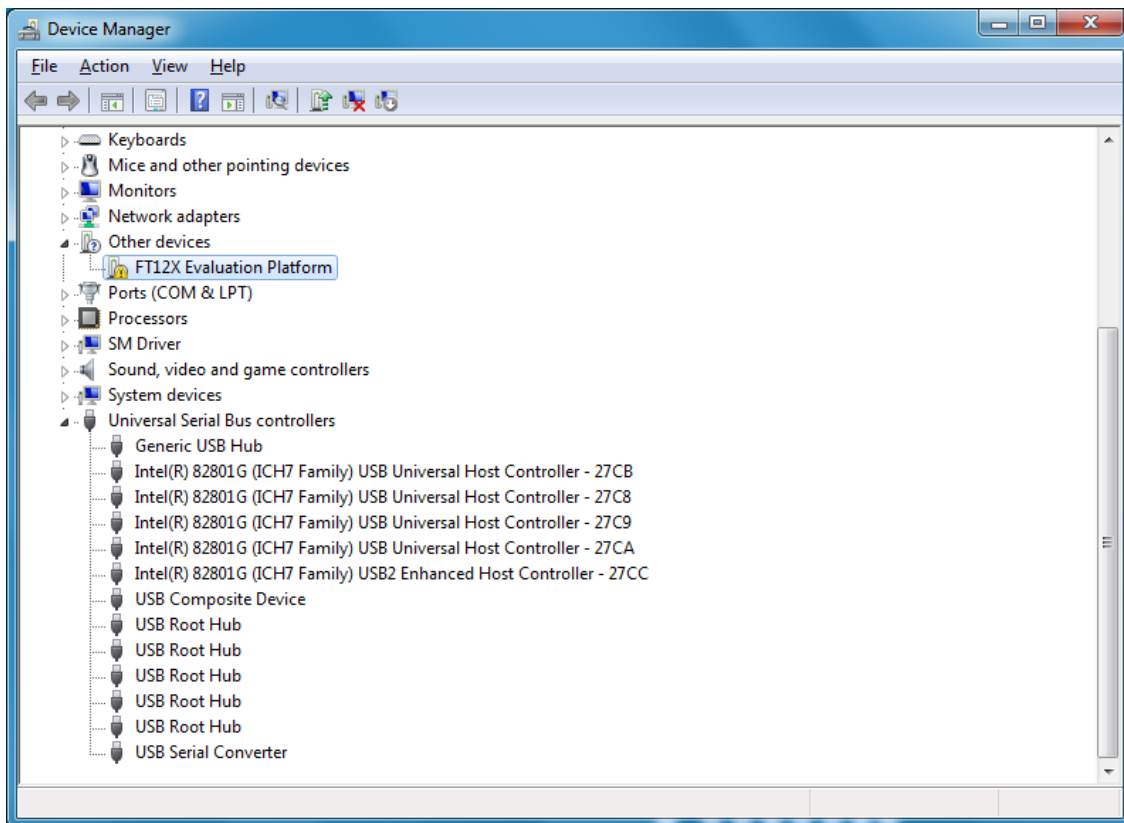 Device Manager
File Action View Help
Keyboards
Mice and other pointing devices
Monitors
Network adapters
Other devices
FT12X Evaluation Platform
Ports (COM & LPT)
Processors
SM Driver
Sound, video and game controllers
System devices
Universal Serial Bus controllers
Generic USB Hub
Intel(R) 82801G (ICH7 Family) USB Universal Host Controller - 27CB
Intel(R) 82801G (ICH7 Family) USB Universal Host Controller - 27C8
Intel(R) 82801G (ICH7 Family) USB Universal Host Controller - 27C9
Intel(R) 82801G (ICH7 Family) USB Universal Host Controller - 27CA
Intel(R) 82801G (ICH7 Family) USB2 Enhanced Host Controller - 27CC
USB Composite Device
USB Root Hub
USB Root Hub
USB Root Hub
USB Root Hub
USB Root Hub
USB Serial Converter